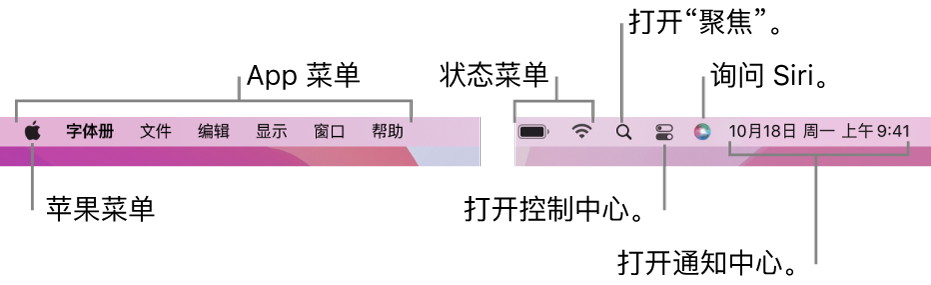 打开“聚焦”。
App 菜单
状态菜单
询问 Siri。
字体册 文件 编辑 显示 窗口 帮助
10月18日 周一 上午9:41
苹果菜单
打开控制中心。
打开通知中心。